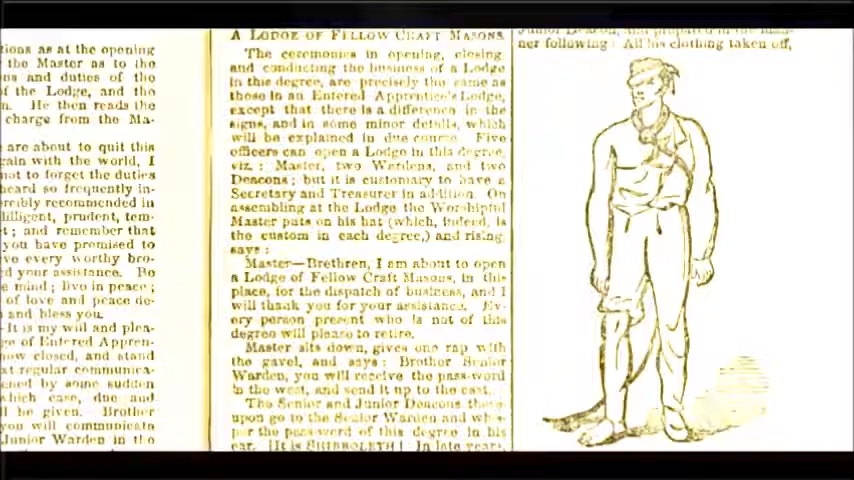 tions as at the opening
the Master as to the
ns and duties of the
f the Lodge, and the
n. He then reads the
charge from the Ma-
are about to quit this
gain with the world, I
not to forget the duties
heard so frequently in-
rcibly recommended in
diligent, prudent, tem-
t ; and remember that
you have promised to
ve every worthy bro-
d your assistance. Be
e mind ; live in peace ;
of love and peace de-
and bless you.
It is my will and plea-
ge of Entered Appren-
now closed, and stand
at regular communica-
ened by some sudden
which case, due and
ll be given. Brother
you will communicate
Junior Warden in the
A LODGE OF FELLOW CRAFT MASONS.
The ceremonies in opening, closing
and conducting the business of a Lodge
in this degree, are precisely the same as
those in an Entered Apprentice's Lodge,
except that there is a difference in the
signs, and in some minor details, which
will be explained in due course. Five
officers can open a Lodge in this degree,
viz. : Master, two Wardens, and two
Deacons ; but it is customary to have a
Secretary and Treasurer in addition. On
assembling at the Lodge the Worshipful
Master puts on his hat (which, indeed, is
the custom in each degree,) and rising,
says :
Master—Brethren, I am about to open
a Lodge of Fellow Craft Masons, in this
place, for the dispatch of business, and I
will thank you for your assistance. Ev-
ery person present who is not of this
degree will please to retire.
Master sits down, gives one rap with
the gavel, and says : Brother Senior
Warden, you will receive the pass-word
in the west, and send it up to the east.
The Senior and Junior Deacons then
upon go to the Senior Warden and whis-
per the pass-word of this degree in his
ear. [It is SHIBBOLETH.] In late years,
Junior Deacon, and prepared in the man-
ner following : All his clothing taken off,